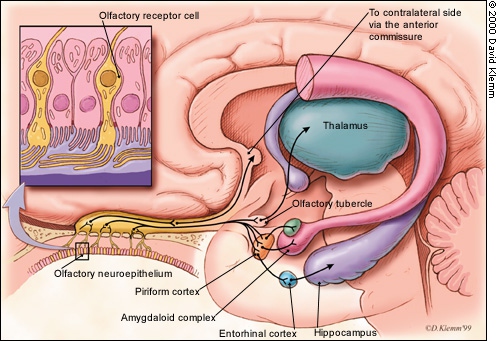 Olfactory receptor cell
To contralateral side
via the anterior
commissure
© 2000 David Klemm
Thalamus
Olfactory tubercle
Olfactory neuroepithelium
Piriform cortex
Amygdaloid complex
Entorhinal cortex
Hippocampus
©D.Klemm'99